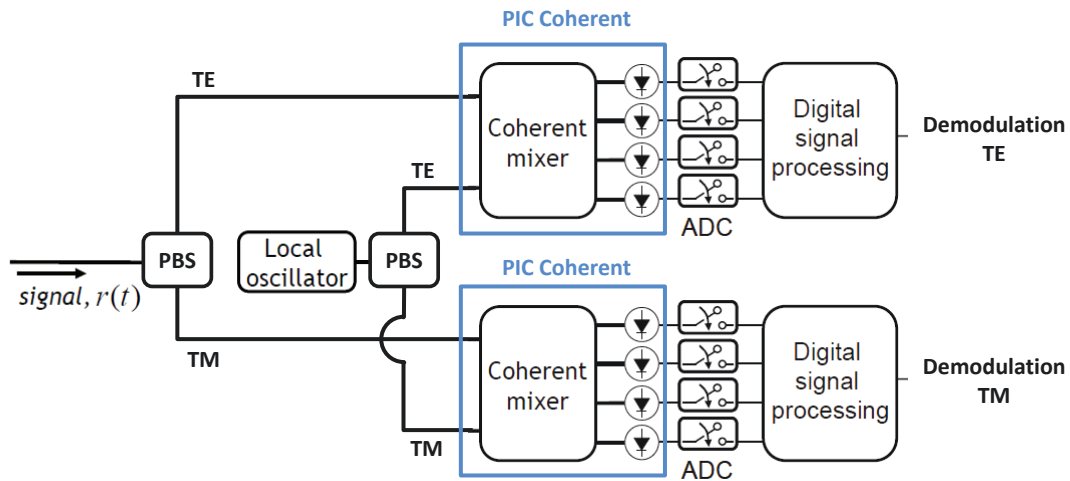 PIC Coherent
TE
Coherent
mixer
TE
ADC
Digital
signal
processing
Demodulation
TE
PBS
Local
oscillator
PBS
signal, r(t)
PIC Coherent
TM
Coherent
mixer
TM
ADC
Digital
signal
processing
Demodulation
TM